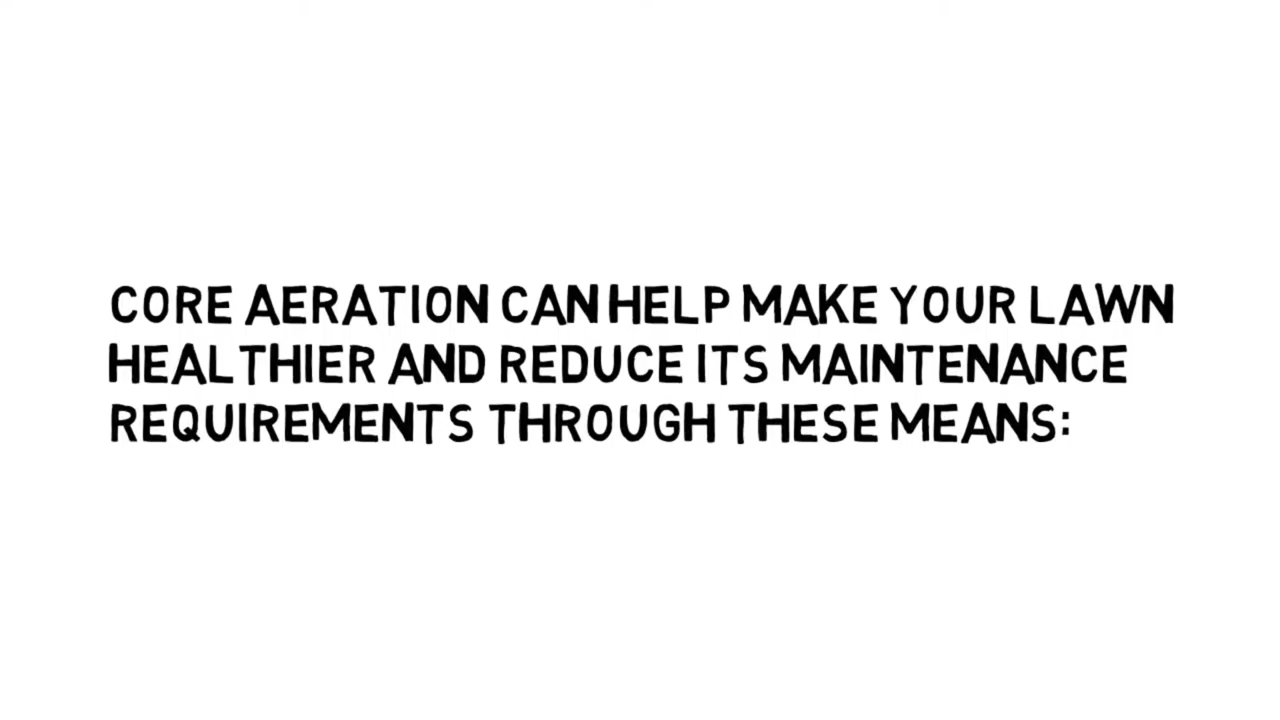 CORE AERATION CAN HELP MAKE YOUR LAWN
HEALTHIER AND REDUCE ITS MAINTENANCE
REQUIREMENTS THROUGH THESE MEANS: